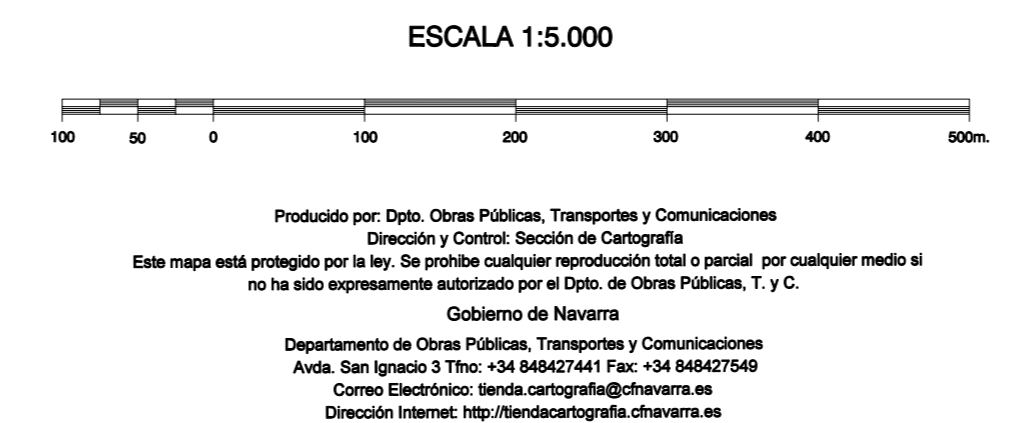 ESCALA 1:5.000
100 50 0 100 200 300 400 500m.
Producido por: Dpto. Obras Públicas, Transportes y Comunicaciones
Dirección y Control: Sección de Cartografía
Este mapa está protegido por la ley. Se prohibe cualquier reproducción total o parcial por cualquier medio si
no ha sido expresamente autorizado por el Dpto. de Obras Públicas, T. y C.
Gobierno de Navarra
Departamento de Obras Públicas, Transportes y Comunicaciones
Avda. San Ignacio 3 Tfno: +34 848427441 Fax: +34 848427549
Correo Electrónico: tienda.cartografia@cfnavarra.es
Dirección Internet: http://tiendacartografia.cfnavarra.es